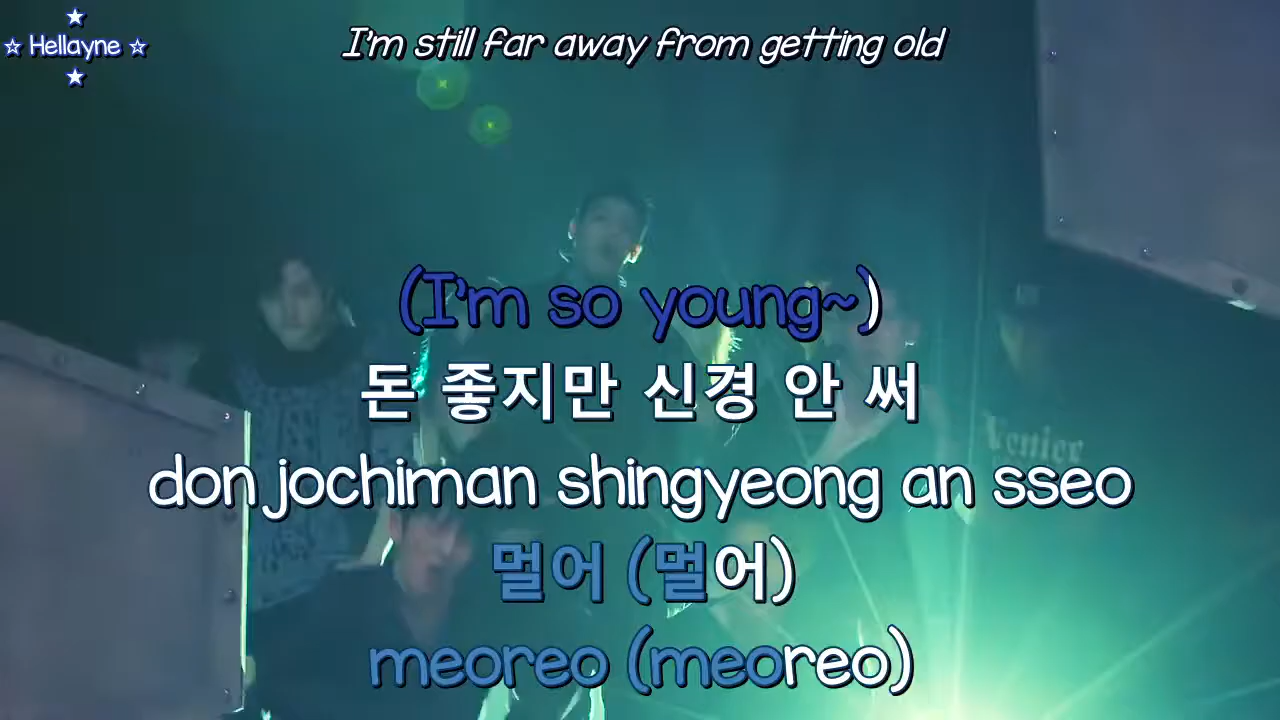 ☆ Hellayne ☆
I'm still far away from getting old
(I'm so young~)
돈 좋지만 신경 안 써
don jochiman shingyeong an sseo
Venier
멀어 (멀어)
meoreo (meoreo)